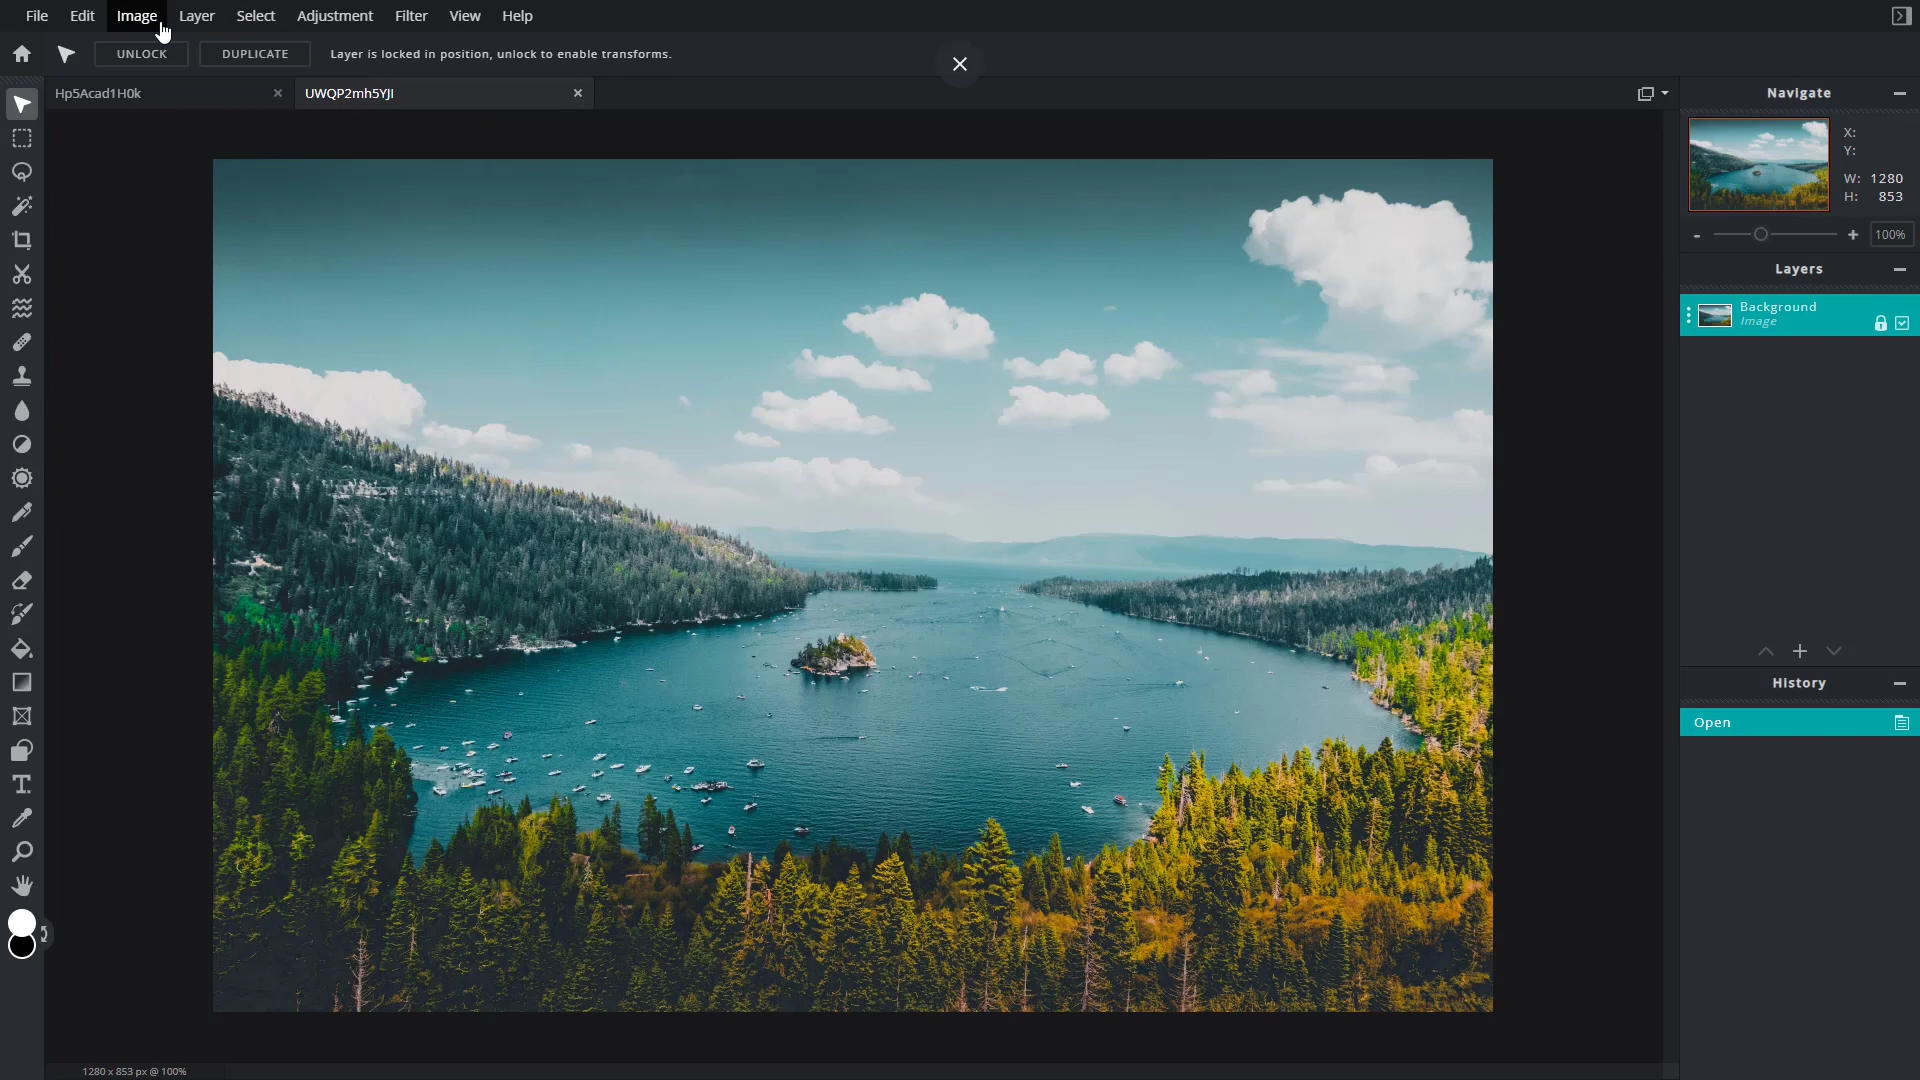 File Edit Image Layer Select Adjustment Filter View Help
UNLOCK DUPLICATE Layer is locked in position, unlock to enable transforms.
Hp5Acad1H0k UWQP2mh5YJI
Navigate
X:
Y:
W: 1280
H: 853
100%
Layers
Background
Image
History
Open
1280 x 853 px @ 100%